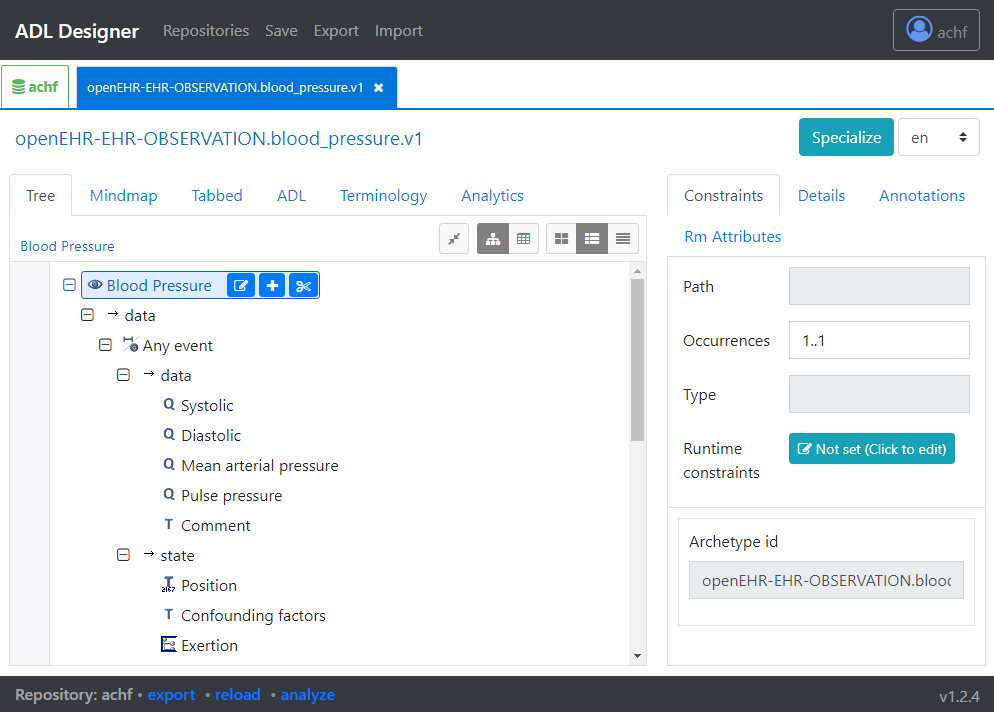 ADL Designer Repositories Save Export Import achf
achf openEHR-EHR-OBSERVATION.blood_pressure.v1 ✖
openEHR-EHR-OBSERVATION.blood_pressure.v1 Specialize en
Tree Mindmap Tabbed ADL Terminology Analytics
Constraints Details Annotations
Rm Attributes
Blood Pressure
Blood Pressure
→ data
Any event
→ data
Q Systolic
Q Diastolic
Q Mean arterial pressure
Q Pulse pressure
T Comment
→ state
Position
T Confounding factors
Exertion
Path
Occurrences 1..1
Type
Runtime constraints Not set (Click to edit)
Archetype id
openEHR-EHR-OBSERVATION.blooc
Repository: achf • export • reload • analyze v1.2.4